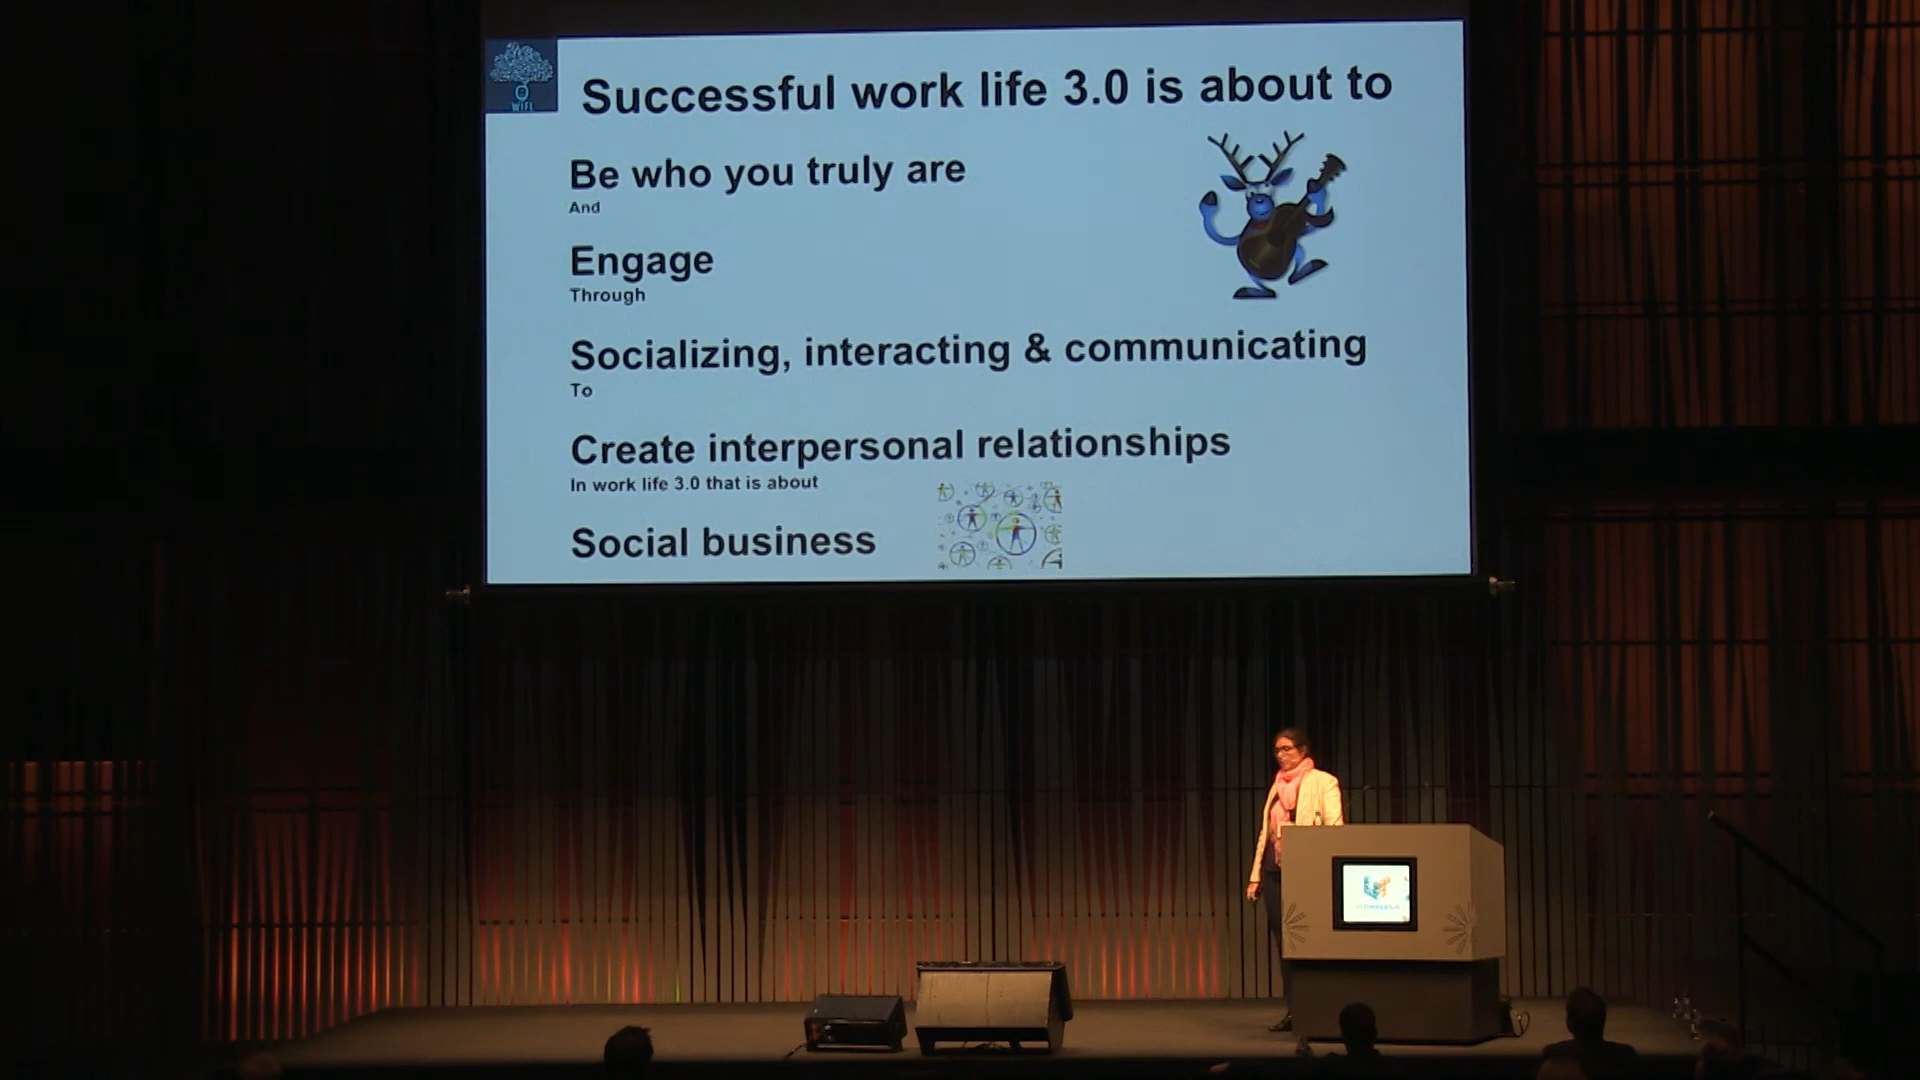 WIFL
Successful work life 3.0 is about to
Be who you truly are
And
Engage
Through
Socializing, interacting & communicating
To
Create interpersonal relationships
In work life 3.0 that is about
Social business